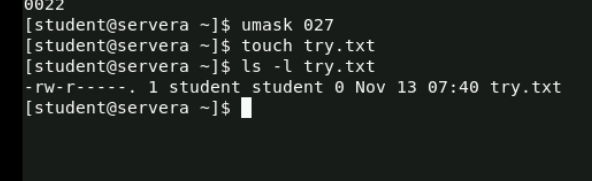 0022
[student@servera ~]$ umask 027
[student@servera ~]$ touch try.txt
[student@servera ~]$ ls -l try.txt
-rw-r-----. 1 student student 0 Nov 13 07:40 try.txt
[student@servera ~]$